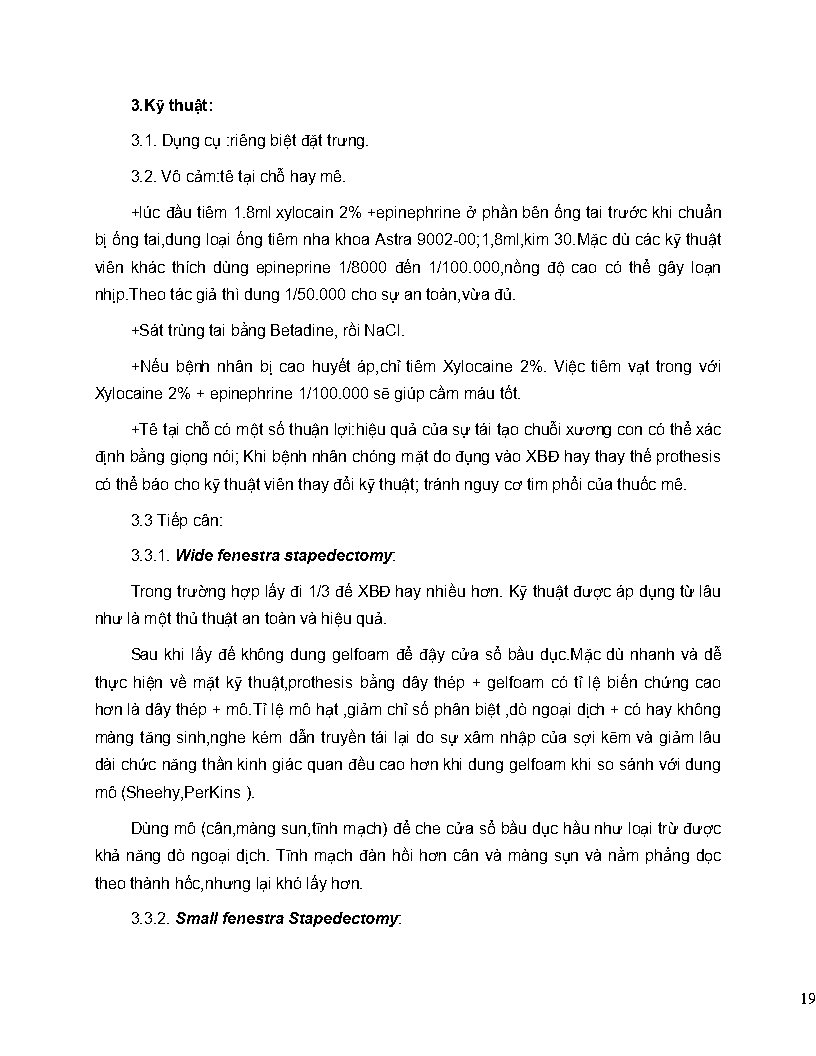 3.Kỹ thuật:
3.1. Dụng cụ :riêng biệt đặt trưng.
3.2. Vô cảm:tê tại chỗ hay mê.
+lúc đầu tiêm 1.8ml xylocain 2% +epinephrine ở phần bên ống tai trước khi chuẩn
bị ống tai,dung loại ống tiêm nha khoa Astra 9002-00;1,8ml,kim 30.Mặc dù các kỹ thuật
viên khác thích dùng epineprine 1/8000 đến 1/100.000,nồng độ cao có thể gây loạn
nhịp.Theo tác giả thì dung 1/50.000 cho sự an toàn,vừa đủ.
+Sát trùng tai bằng Betadine, rồi NaCl.
+Nếu bệnh nhân bị cao huyết áp,chỉ tiêm Xylocaine 2%. Việc tiêm vạt trong với
Xylocaine 2% + epinephrine 1/100.000 sẽ giúp cầm máu tốt.
+Tê tại chỗ có một số thuận lợi:hiệu quả của sự tái tạo chuỗi xương con có thể xác
định bằng giọng nói; Khi bệnh nhân chóng mặt do đụng vào XBĐ hay thay thế prothesis
có thể báo cho kỹ thuật viên thay đổi kỹ thuật; tránh nguy cơ tim phổi của thuốc mê.
3.3 Tiếp cân:
3.3.1. Wide fenestra stapedectomy:
Trong trường hợp lấy đi 1/3 đế XBĐ hay nhiều hơn. Kỹ thuật được áp dụng từ lâu
như là một thủ thuật an toàn và hiệu quả.
Sau khi lấy đế không dung gelfoam để đậy cửa sổ bầu dục.Mặc dù nhanh và dễ
thực hiện về mặt kỹ thuật,prothesis bằng dây thép + gelfoam có tỉ lệ biến chứng cao
hơn là dây thép + mô.Tỉ lệ mô hạt ,giảm chỉ số phân biệt ,dò ngoại dịch + có hay không
màng tăng sinh,nghe kém dẫn truyền tái lại do sự xâm nhập của sợi kẽm và giảm lâu
dài chức năng thần kinh giác quan đều cao hơn khi dung gelfoam khi so sánh với dung
mô (Sheehy,PerKins ).
Dùng mô (cân,màng sun,tĩnh mạch) để che cửa sổ bầu dục hầu như loại trừ được
khả năng dò ngoại dịch. Tĩnh mạch đàn hồi hơn cân và màng sụn và nằm phẳng dọc
theo thành hốc,nhưng lại khó lấy hơn.
3.3.2. Small fenestra Stapedectomy:
19